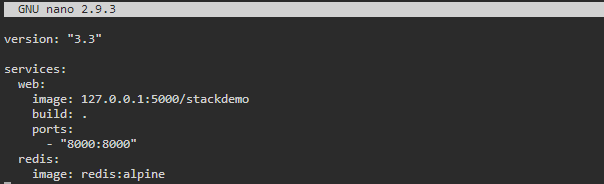 GNU nano 2.9.3
version: "3.3"
services:
  web:
    image: 127.0.0.1:5000/stackdemo
    build: .
    ports:
      - "8000:8000"
  redis:
    image: redis:alpine